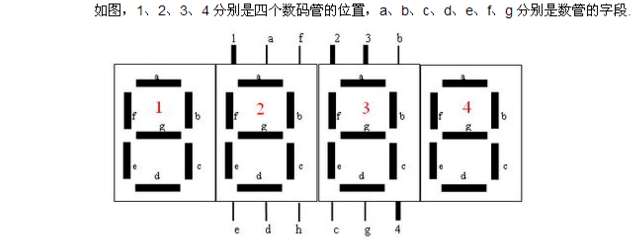 如图，1、2、3、4分别是四个数码管的位置，a、b、c、d、e、f、g分别是数管的字段.
1 a f 2 3 b
a a a a
f 1 b f 2 b f 3 b f 4 b
g g g g
e c e c e c e c
d d d d
e d h c g 4